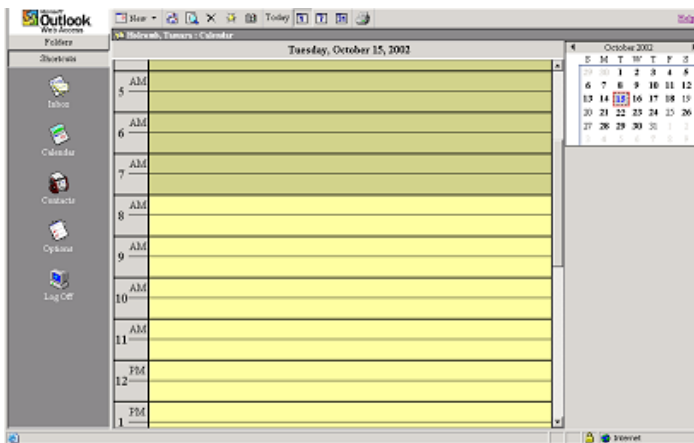 Microsoft
Outlook
Web Access
New
Today
Help
Folders
Shortcuts
Inbox
Calendar
Contacts
Options
Log Off
Holcomb, Tamara : Calendar
Tuesday, October 15, 2002
5 AM
6 AM
7 AM
8 AM
9 AM
10 AM
11 AM
12 PM
1 PM
October 2002
S M T W T F S
29 30 1 2 3 4 5
6 7 8 9 10 11 12
13 14 15 16 17 18 19
20 21 22 23 24 25 26
27 28 29 30 31 1 2
3 4 5 6 7 8 9
Internet